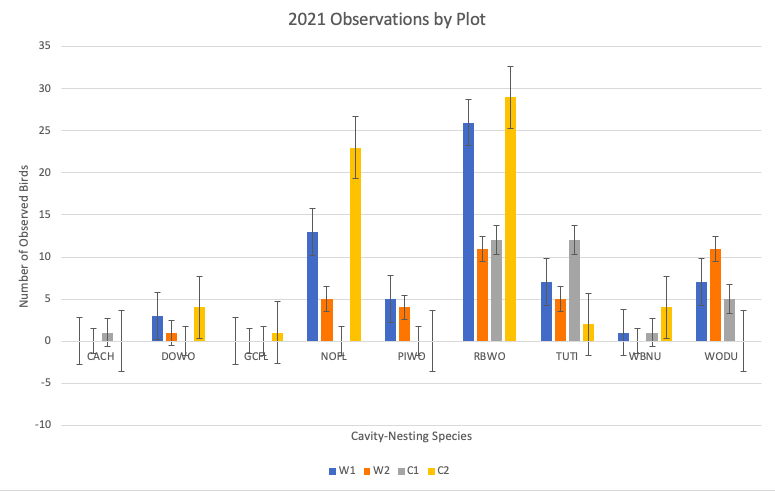 2021 Observations by Plot
35
30
25
20
15
10
5
0
-5
-10
Number of Observed Birds
CACH DOWO GCFL NOFL PIWO RBWO TUTI WBNU WODU
Cavity-Nesting Species
W1 W2 C1 C2